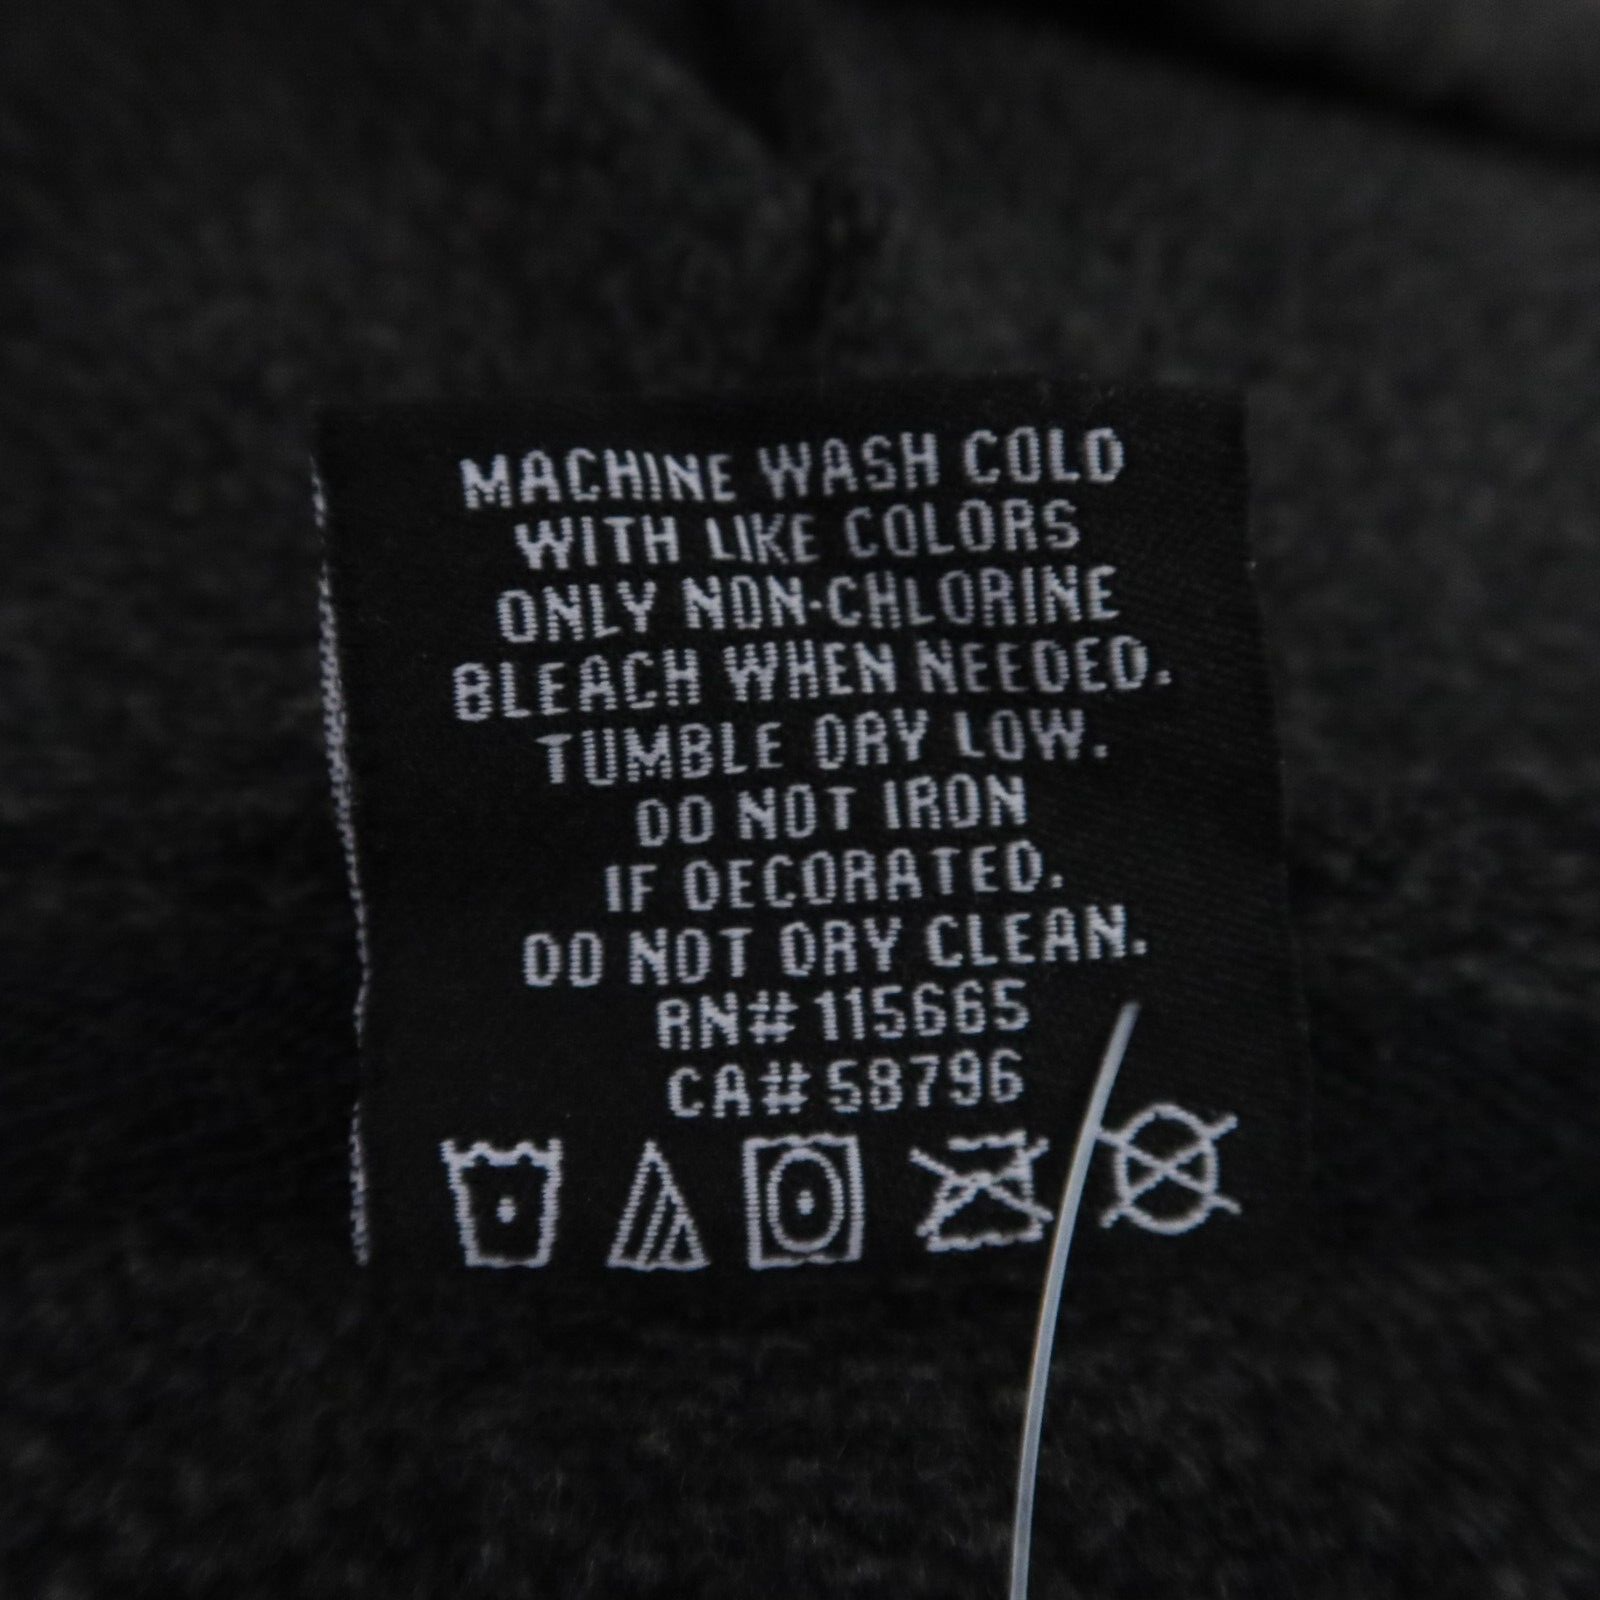 MACHINE WASH COLD
WITH LIKE COLORS
ONLY NON-CHLORINE
BLEACH WHEN NEEDED.
TUMBLE DRY LOW.
DO NOT IRON
IF DECORATED.
DO NOT DRY CLEAN.
RN# 115665
CA# 58796